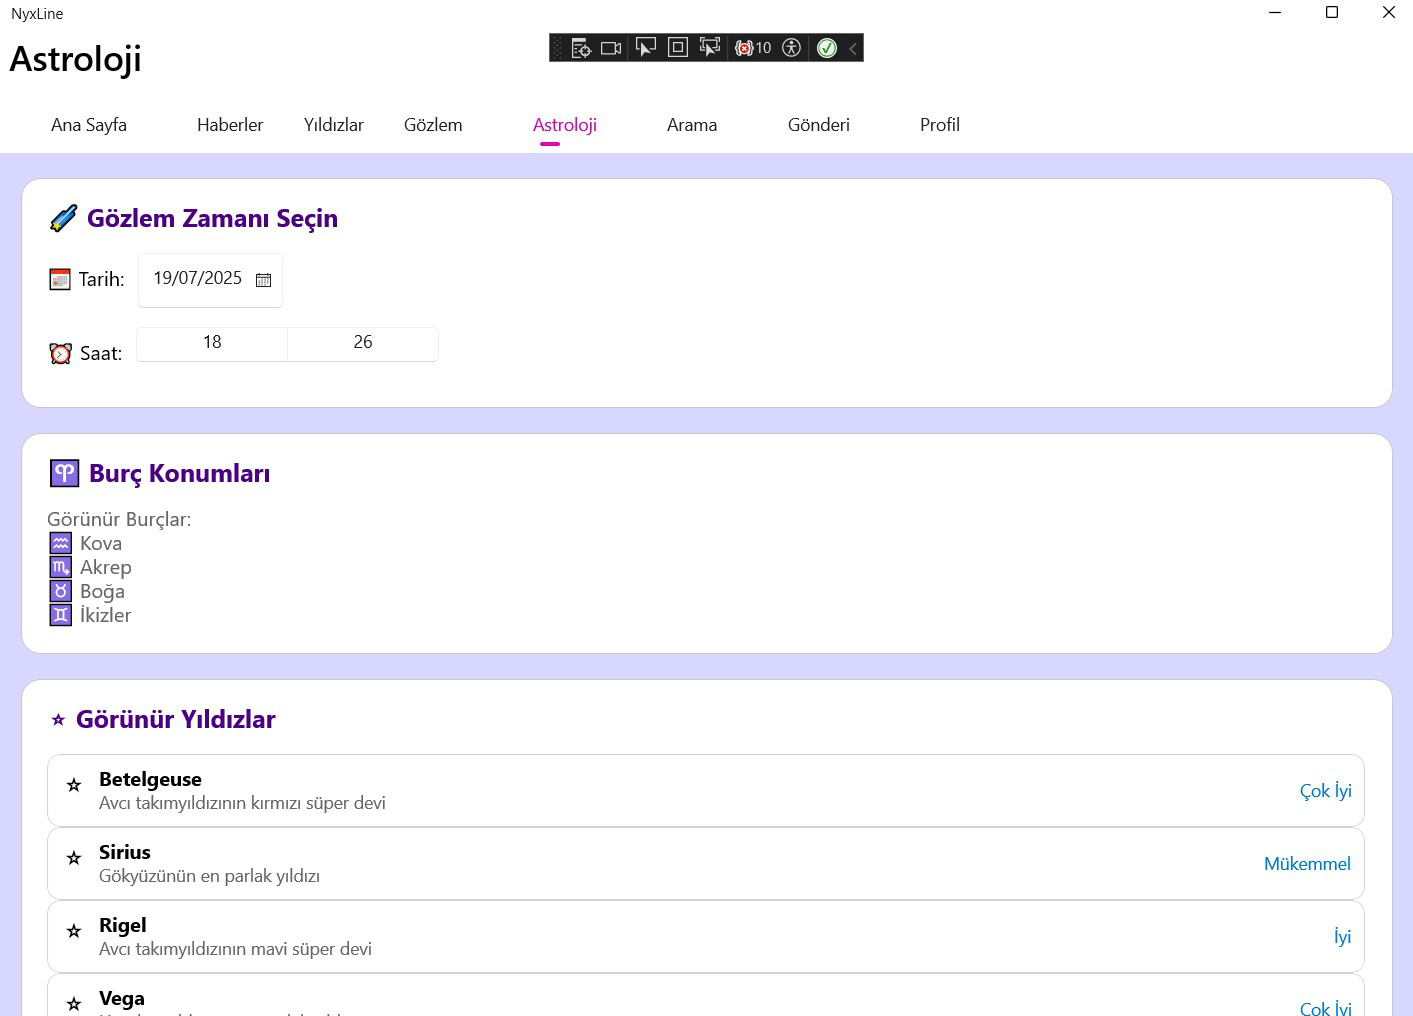 NyxLine
Astroloji
10
Ana Sayfa Haberler Yıldızlar Gözlem Astroloji Arama Gönderi Profil
Gözlem Zamanı Seçin
Tarih: 19/07/2025
Saat: 18 26
Burç Konumları
Görünür Burçlar:
Kova
Akrep
Boğa
İkizler
Görünür Yıldızlar
Betelgeuse
Avcı takımyıldızının kırmızı süper devi
Çok İyi
Sirius
Gökyüzünün en parlak yıldızı
Mükemmel
Rigel
Avcı takımyıldızının mavi süper devi
İyi
Vega
Çok İyi